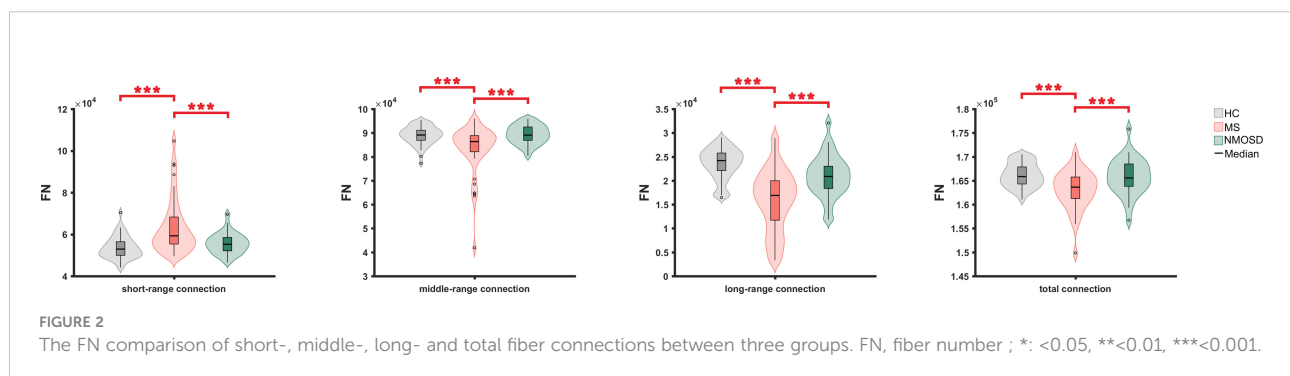 ***
***
×10⁴
12
10
8
6
4
FN
short-range connection
***
***
×10⁴
10
9
8
7
6
5
4
3
FN
middle-range connection
***
***
×10⁴
3.5
3
2.5
2
1.5
1
0.5
0
FN
long-range connection
***
***
×10⁵
1.8
1.75
1.7
1.65
1.6
1.55
1.5
1.45
FN
total connection
HC
MS
NMOSD
Median
FIGURE 2
The FN comparison of short-, middle-, long- and total fiber connections between three groups. FN, fiber number ; *: <0.05, **<0.01, ***<0.001.